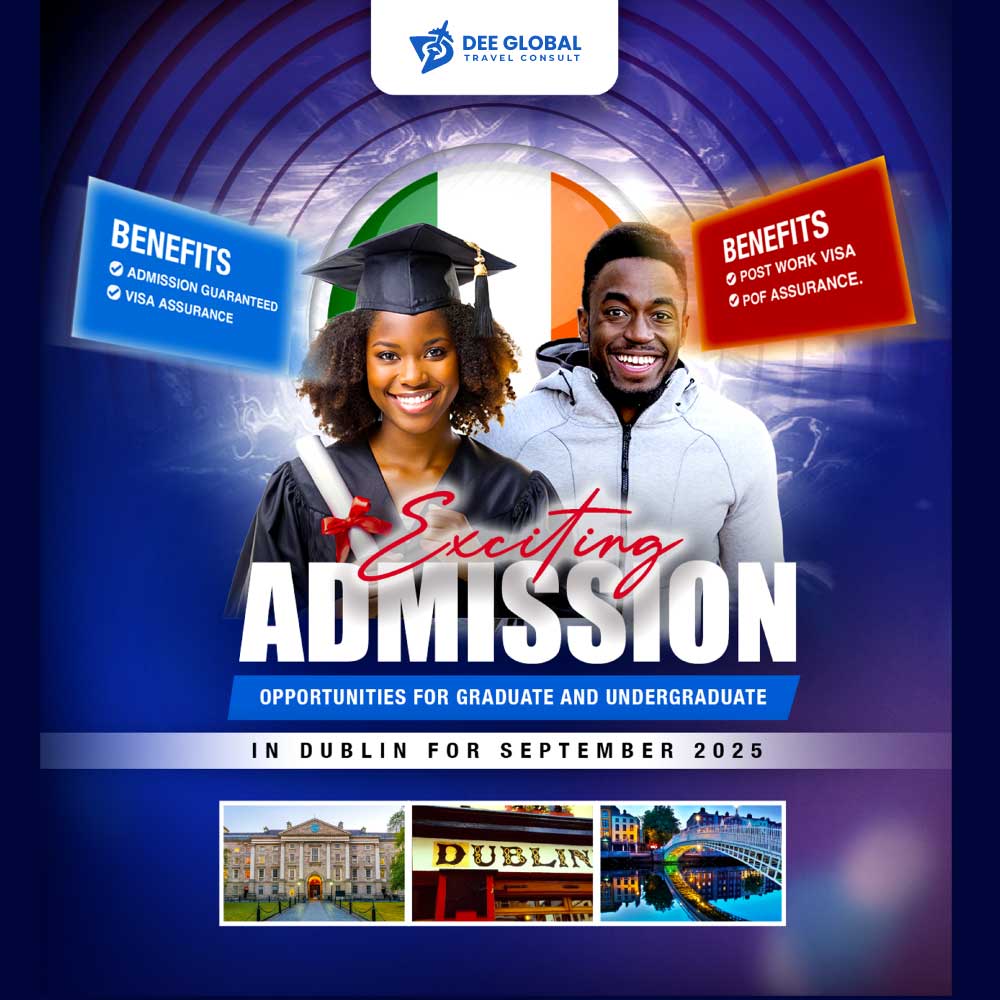 DEE GLOBAL
TRAVEL CONSULT
BENEFITS
ADMISSION GUARANTEED
VISA ASSURANCE
BENEFITS
POST WORK VISA
POF ASSURANCE.
Exciting
ADMISSION
OPPORTUNITIES FOR GRADUATE AND UNDERGRADUATE
IN DUBLIN FOR SEPTEMBER 2025
DUBLIN